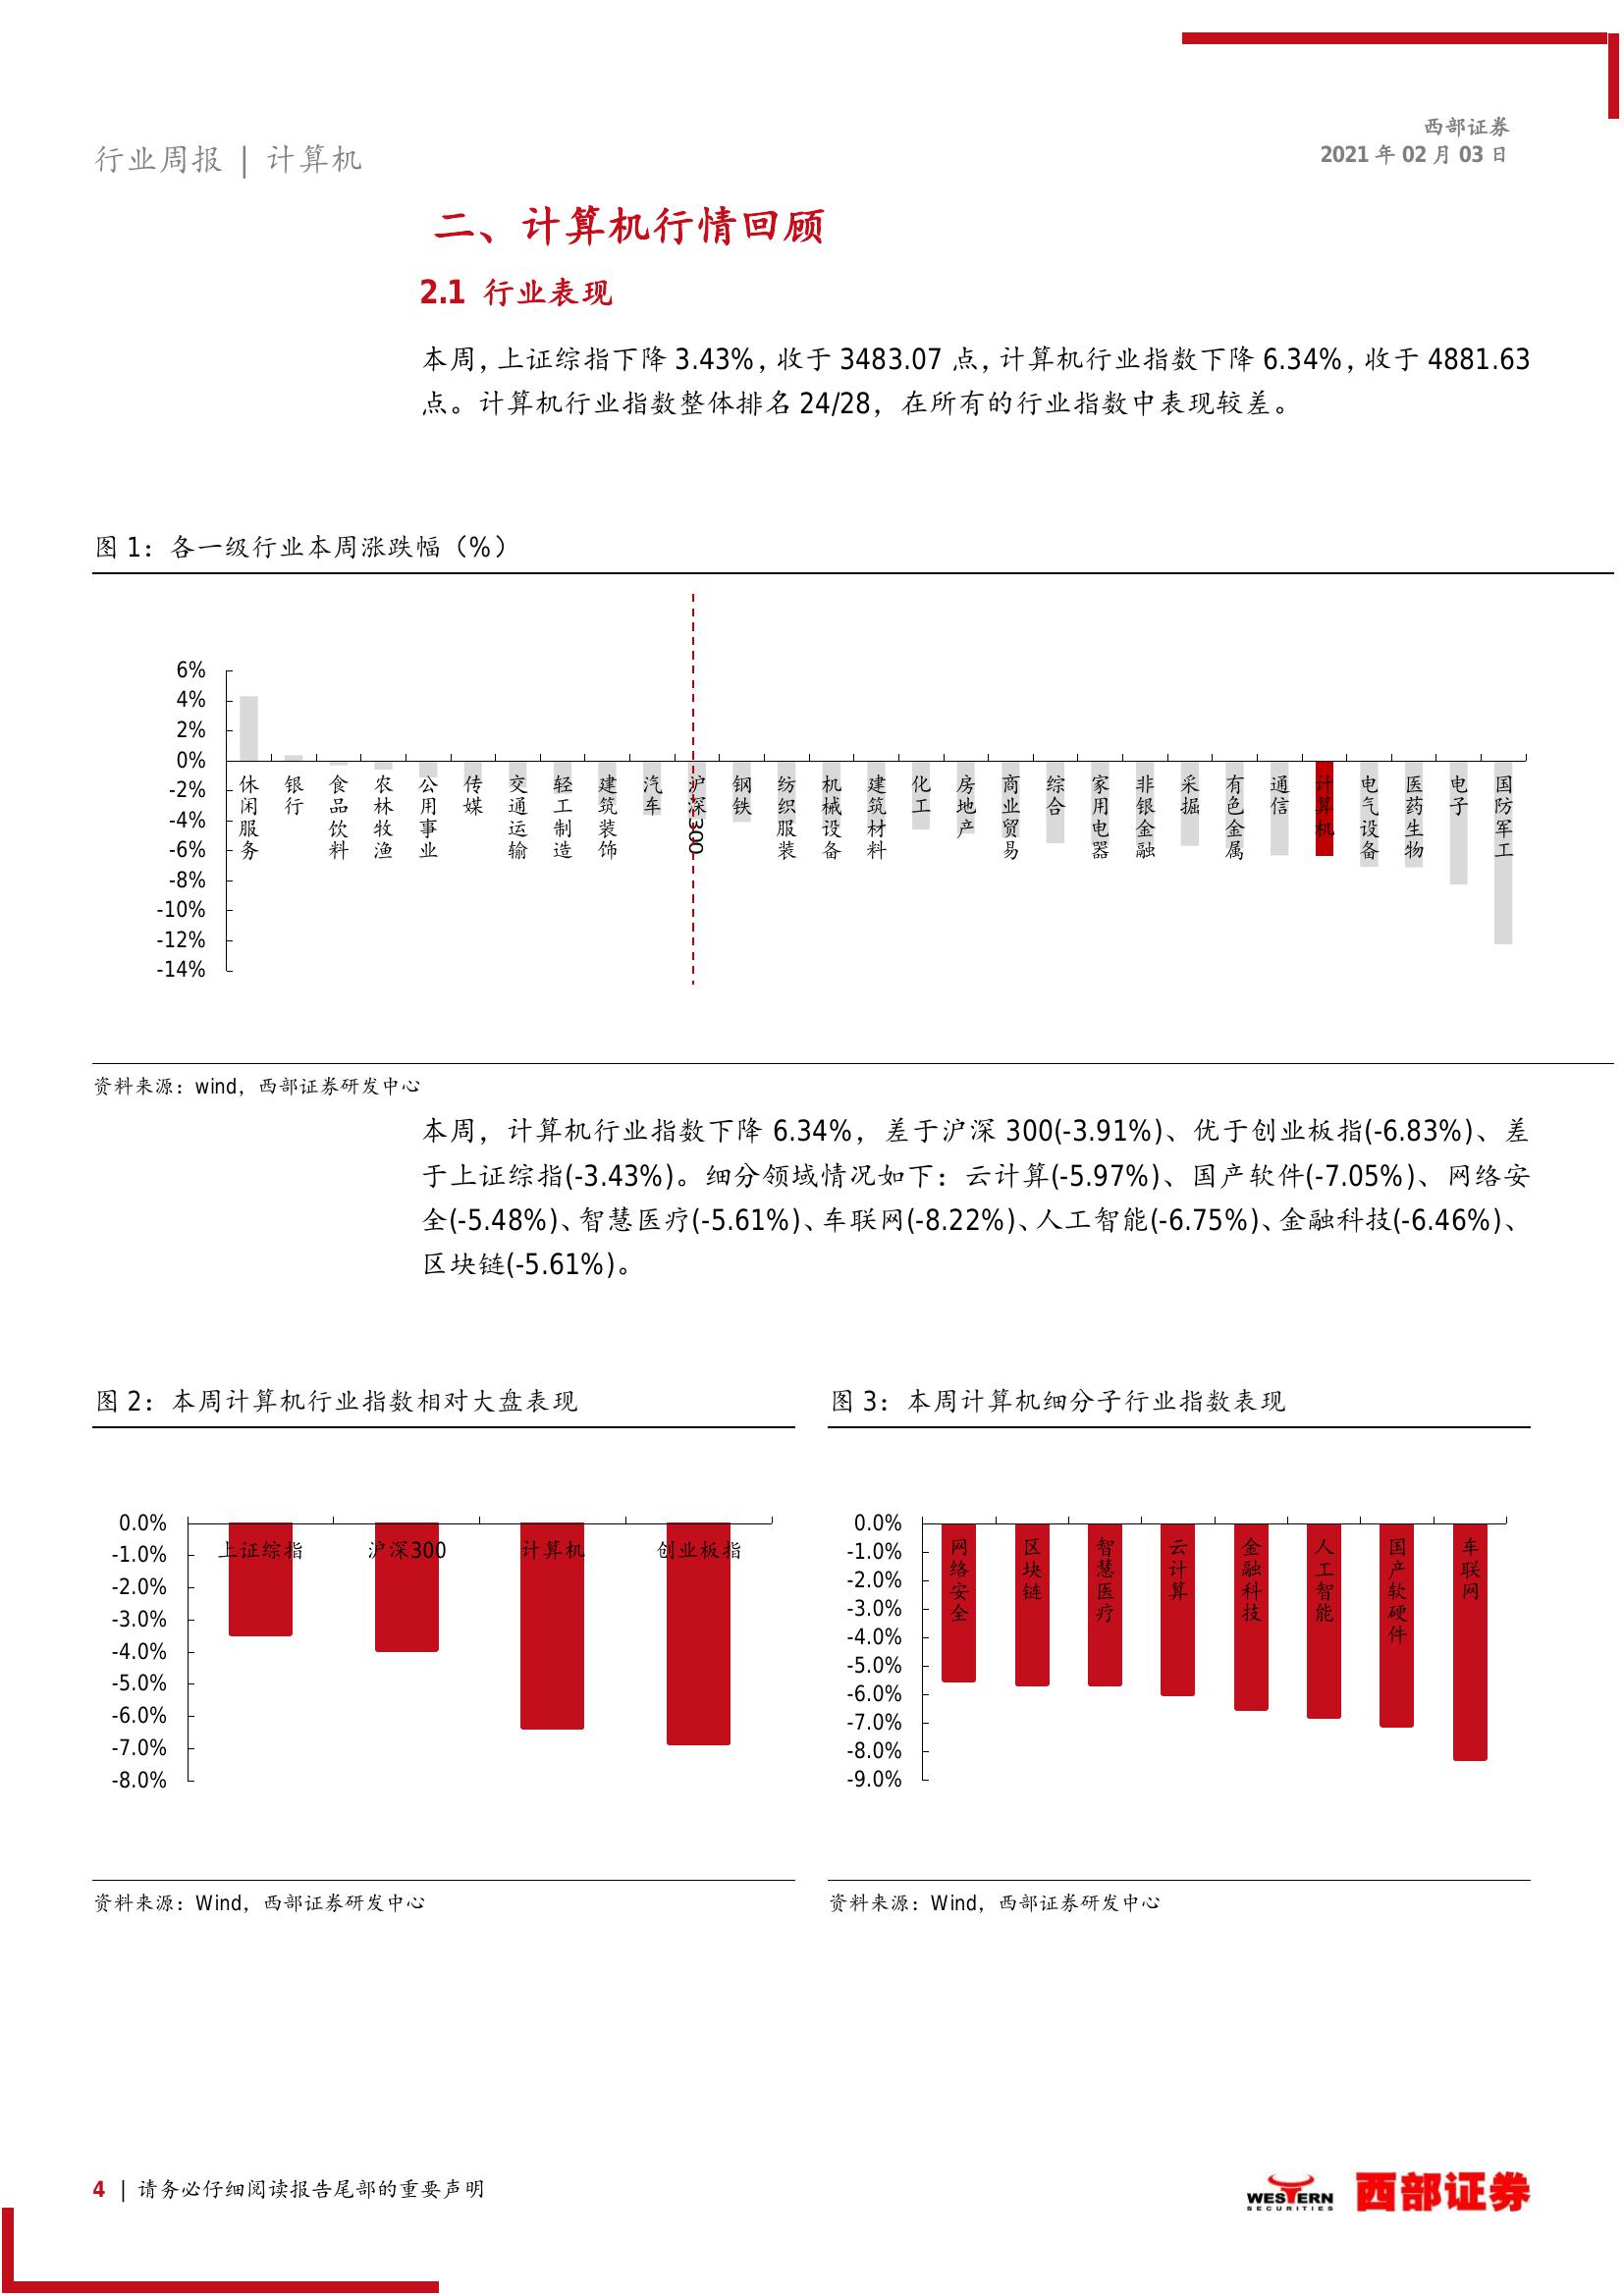 西部证券
行业周报 | 计算机
2021 年 02 月 03 日
二、计算机行情回顾
2.1 行业表现
本周，上证综指下降 3.43%，收于 3483.07 点，计算机行业指数下降 6.34%，收于 4881.63
点。计算机行业指数整体排名 24/28，在所有的行业指数中表现较差。
图 1：各一级行业本周涨跌幅（%）
6%
4%
2%
0%
-2%
-4%
-6%
-8%
-10%
-12%
-14%
休闲服务
银行
食品饮料
农林牧渔
公用事业
传媒
交通运输
轻工制造
建筑装饰
汽车
沪深300
钢铁
纺织服装
机械设备
建筑材料
化工
房地产
商业贸易
综合
家用电器
非银金融
采掘
有色金属
通信
计算机
电气设备
医药生物
电子
国防军工
资料来源：wind，西部证券研发中心
本周，计算机行业指数下降 6.34%，差于沪深 300(-3.91%)、优于创业板指(-6.83%)、差
于上证综指(-3.43%)。细分领域情况如下：云计算(-5.97%)、国产软件(-7.05%)、网络安
全(-5.48%)、智慧医疗(-5.61%)、车联网(-8.22%)、人工智能(-6.75%)、金融科技(-6.46%)、
区块链(-5.61%)。
图 2：本周计算机行业指数相对大盘表现
0.0%
-1.0%
-2.0%
-3.0%
-4.0%
-5.0%
-6.0%
-7.0%
-8.0%
上证综指
沪深300
计算机
创业板指
资料来源：Wind，西部证券研发中心
图 3：本周计算机细分子行业指数表现
0.0%
-1.0%
-2.0%
-3.0%
-4.0%
-5.0%
-6.0%
-7.0%
-8.0%
-9.0%
网络安全
区块链
智慧医疗
云计算
金融科技
人工智能
国产软硬件
车联网
资料来源：Wind，西部证券研发中心
4 | 请务必仔细阅读报告尾部的重要声明
WESTERN
SECURITIES
西部证券